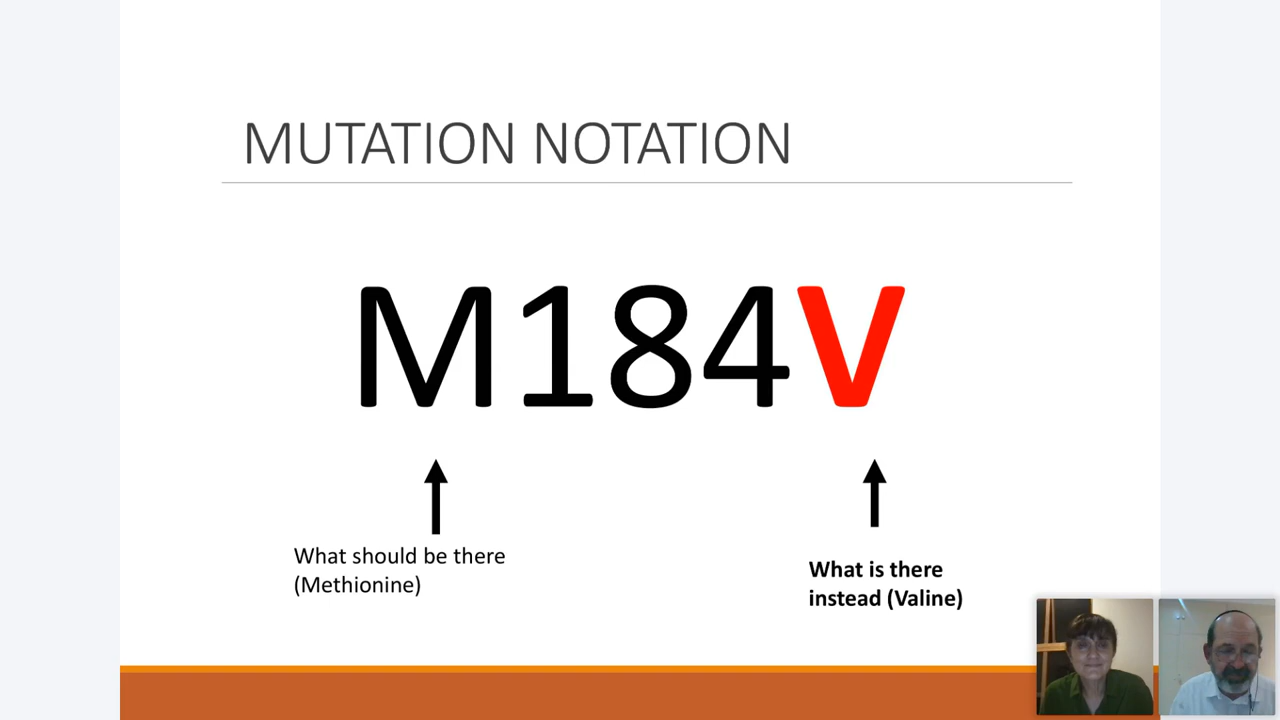 MUTATION NOTATION
M184V
What should be there
(Methionine)
What is there
instead (Valine)